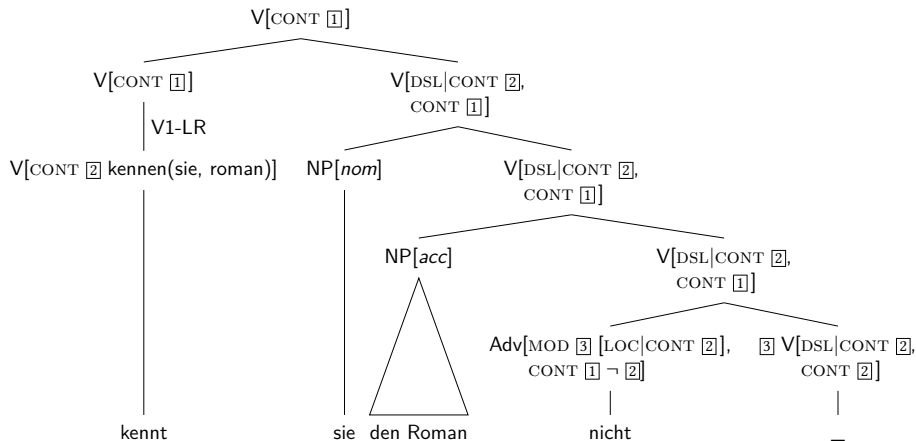 V[CONT 1]
V[CONT 1] V[DSL|CONT 2,
CONT 1]
V1-LR
V[CONT 2 kennen(sie, roman)] NP[nom] V[DSL|CONT 2,
CONT 1]
NP[acc] V[DSL|CONT 2,
CONT 1]
Adv[MOD 3 [LOC|CONT 2], 3 V[DSL|CONT 2,
CONT 1 ¬ 2] CONT 2]
kennt sie den Roman nicht _